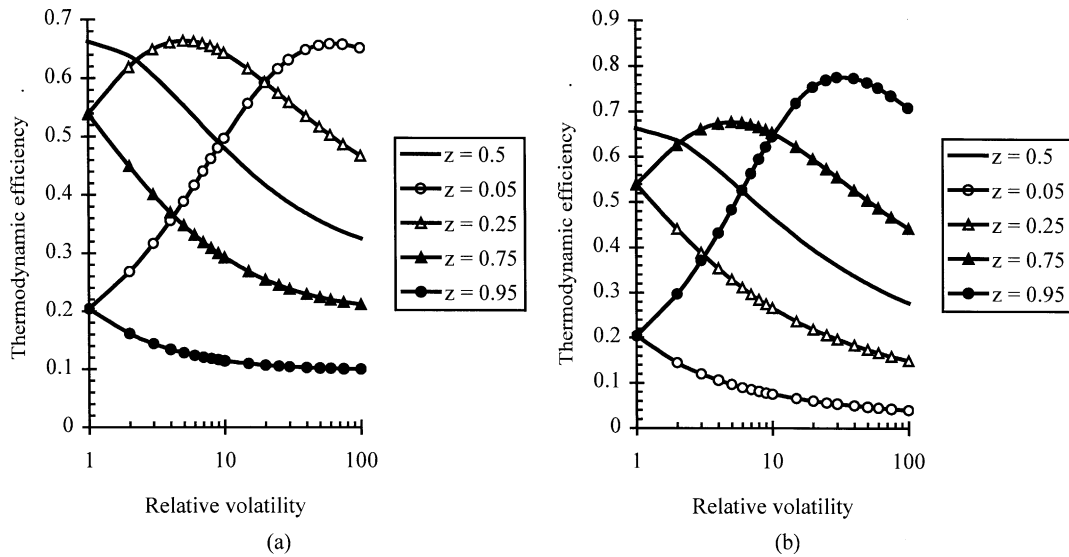 0.7
0.6
0.5
0.4
0.3
0.2
0.1
0
Thermodynamic efficiency
1
10
100
Relative volatility
(a)
z = 0.5
z = 0.05
z = 0.25
z = 0.75
z = 0.95
0.9
0.8
0.7
0.6
0.5
0.4
0.3
0.2
0.1
0
Thermodynamic efficiency
1
10
100
Relative volatility
(b)
z = 0.5
z = 0.05
z = 0.25
z = 0.75
z = 0.95